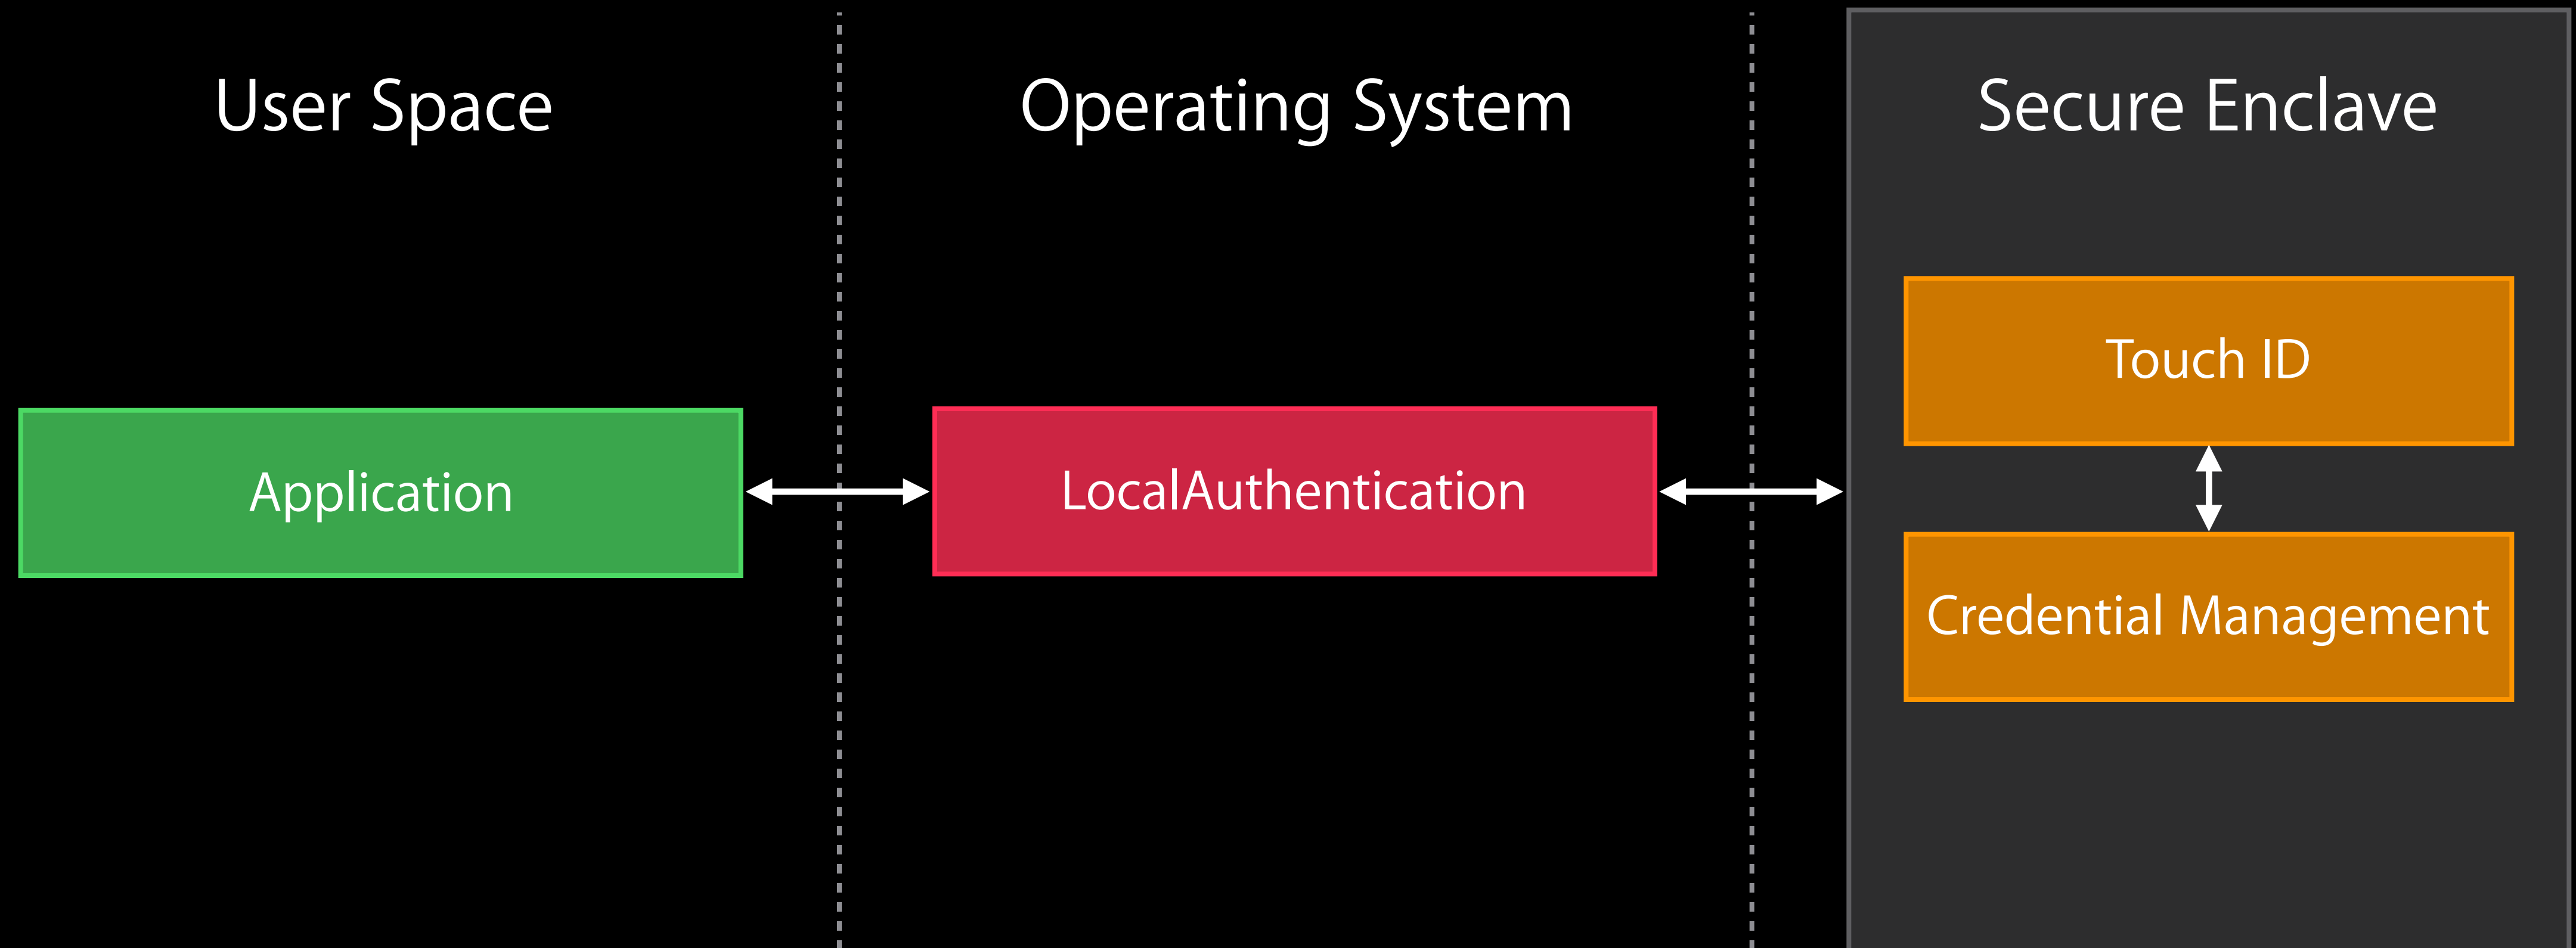 User Space
Operating System
Secure Enclave
Application
LocalAuthentication
Touch ID
Credential Management